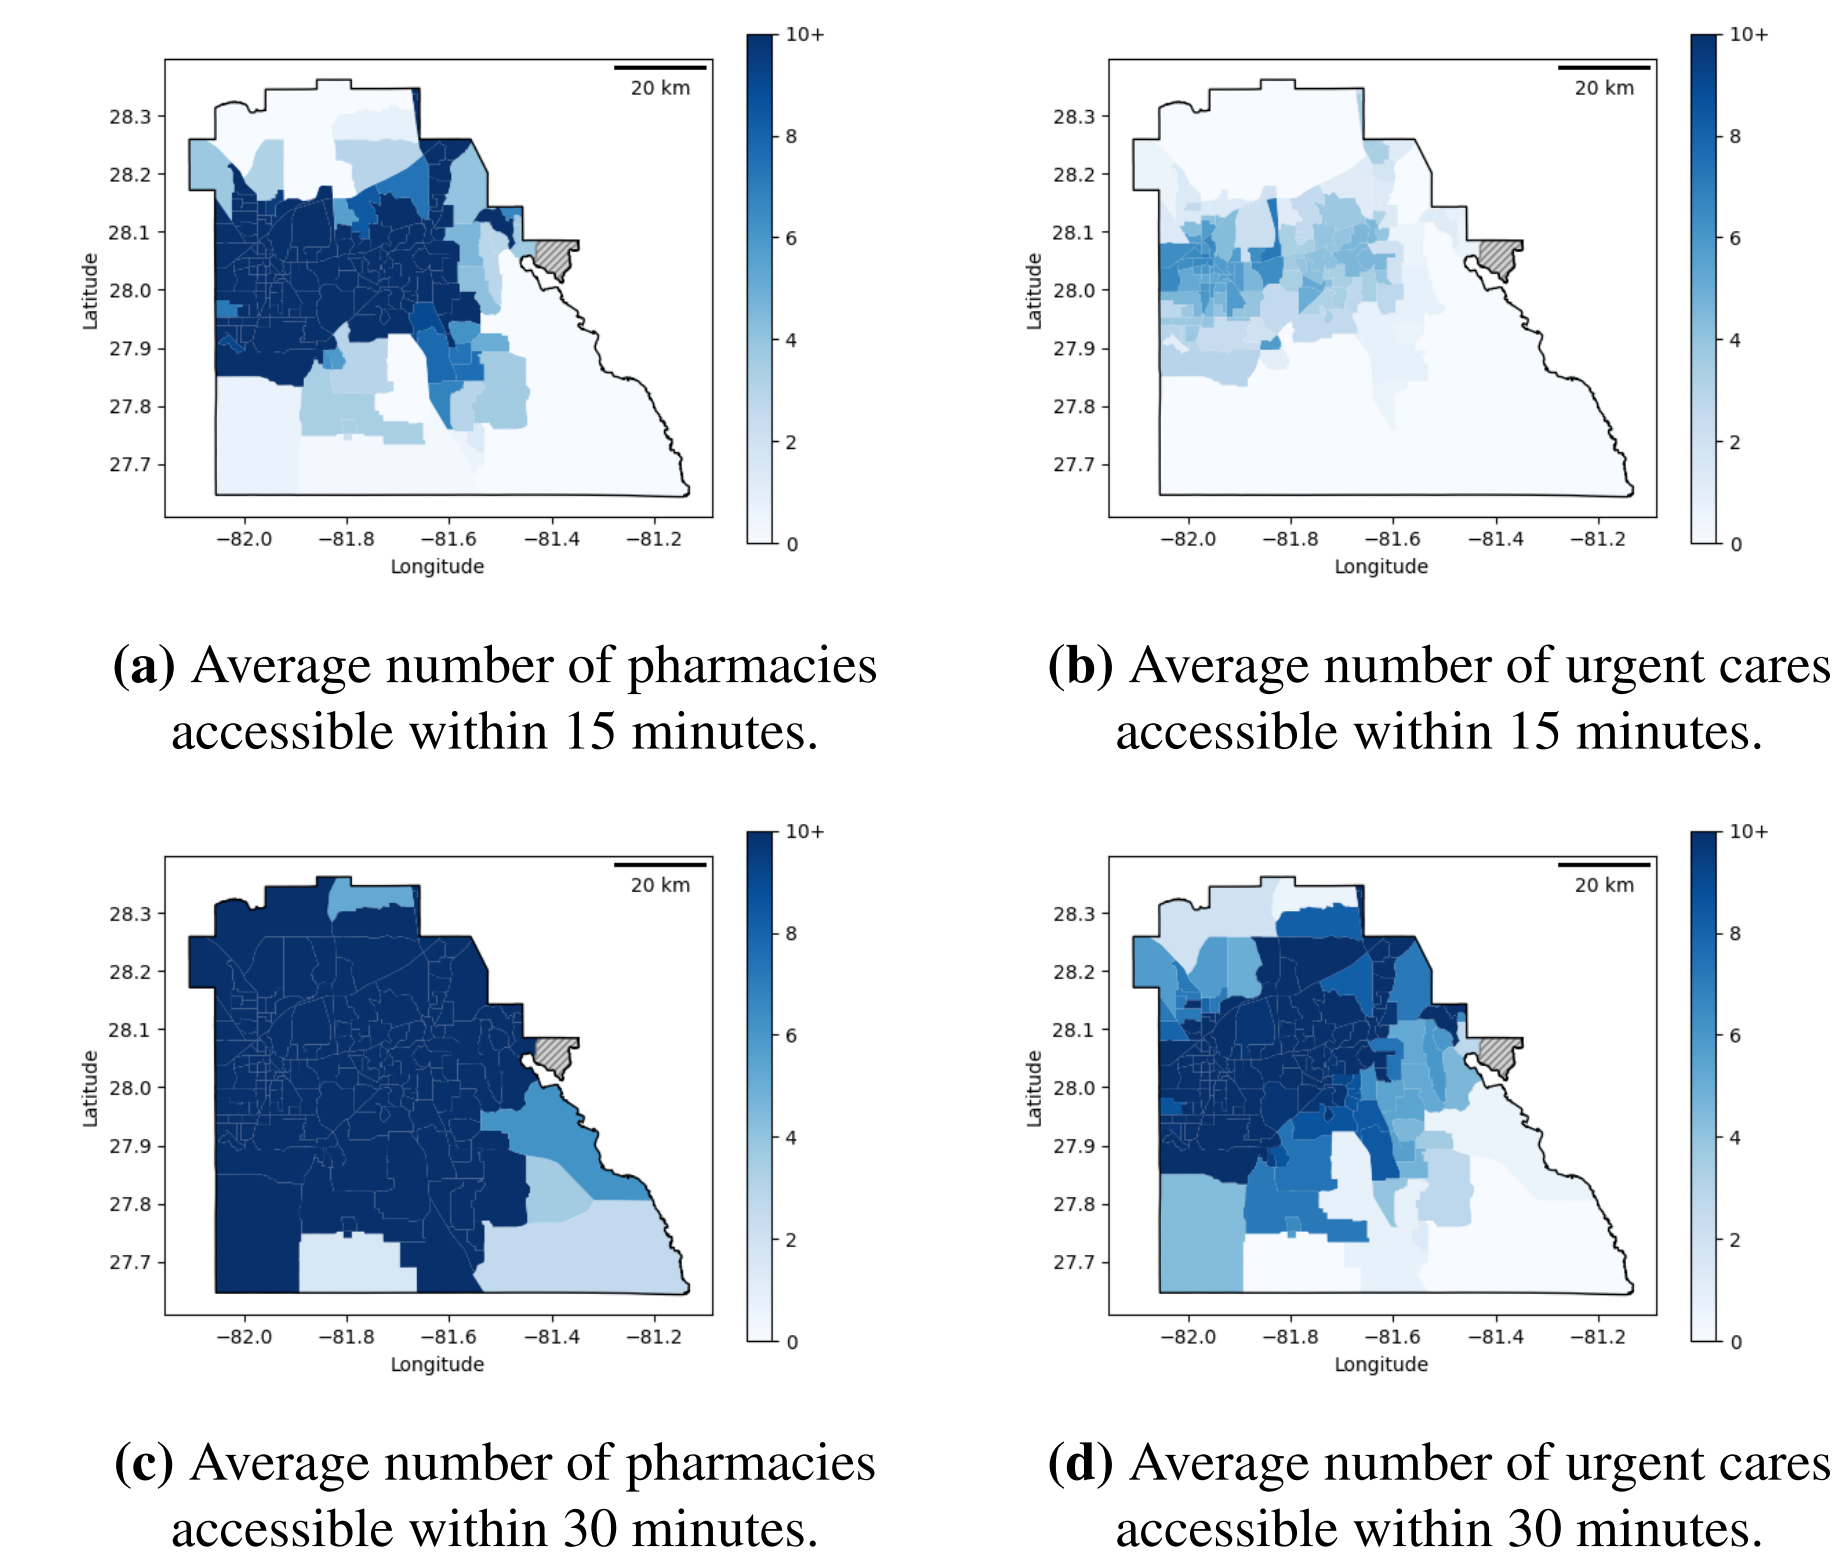 10+
20 km
28.3
8
28.2
28.1
6
28.0
4
27.9
27.8
2
27.7
0
−82.0 −81.8 −81.6 −81.4 −81.2
Longitude
Latitude
(a) Average number of pharmacies
accessible within 15 minutes.
10+
20 km
28.3
8
28.2
28.1
6
28.0
4
27.9
27.8
2
27.7
0
−82.0 −81.8 −81.6 −81.4 −81.2
Longitude
Latitude
(b) Average number of urgent cares
accessible within 15 minutes.
10+
20 km
28.3
8
28.2
28.1
6
28.0
4
27.9
27.8
2
27.7
0
−82.0 −81.8 −81.6 −81.4 −81.2
Longitude
Latitude
(c) Average number of pharmacies
accessible within 30 minutes.
10+
20 km
28.3
8
28.2
28.1
6
28.0
4
27.9
27.8
2
27.7
0
−82.0 −81.8 −81.6 −81.4 −81.2
Longitude
Latitude
(d) Average number of urgent cares
accessible within 30 minutes.